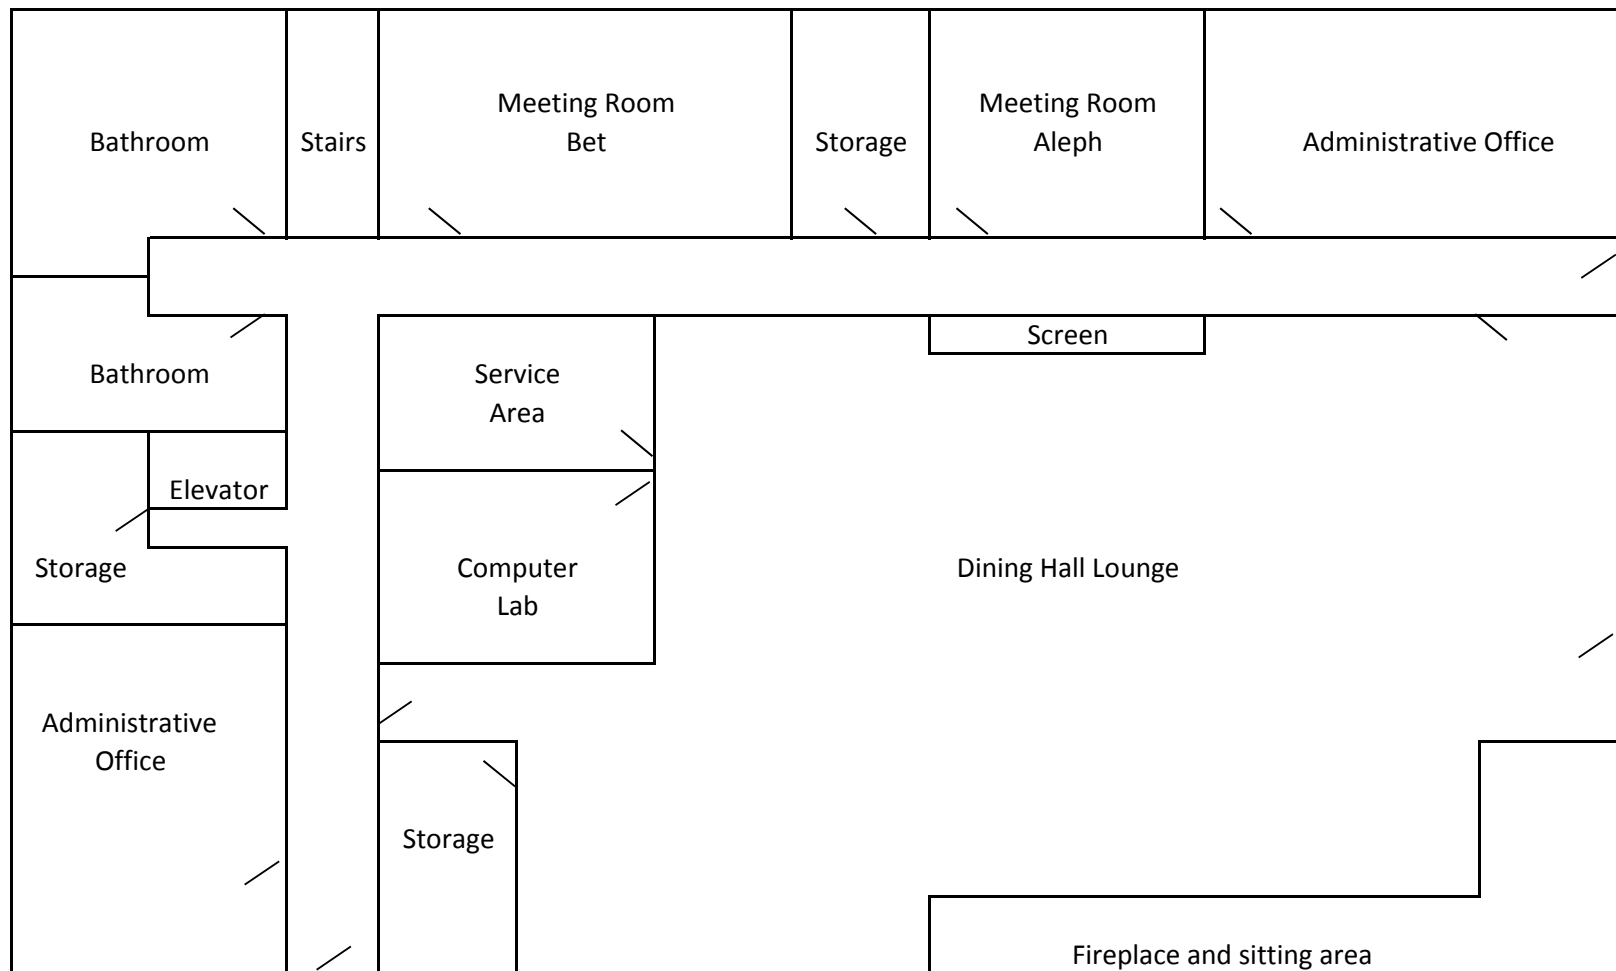 Bathroom
Stairs
Meeting Room
Bet
Storage
Meeting Room
Aleph
Administrative Office
Screen
Bathroom
Service
Area
Elevator
Storage
Computer
Lab
Dining Hall Lounge
Administrative
Office
Storage
Fireplace and sitting area